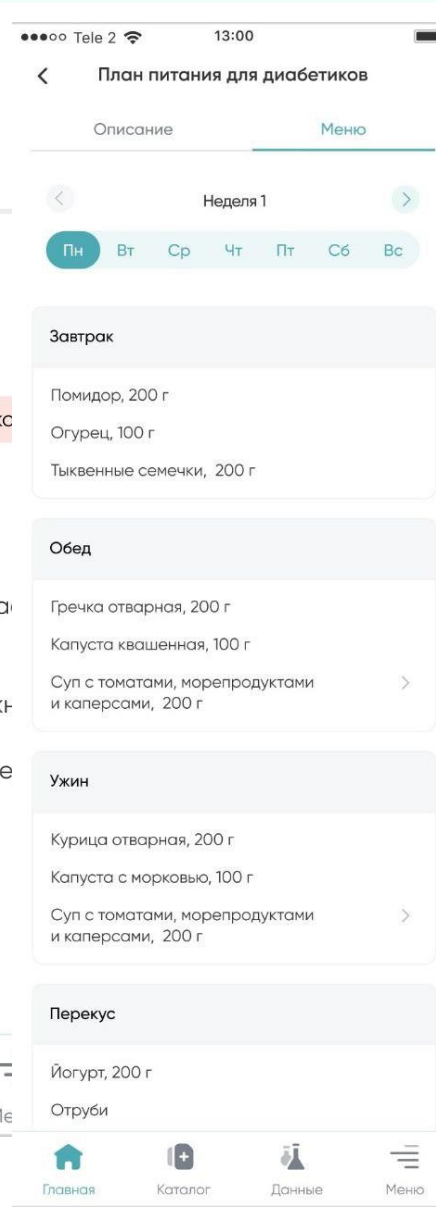 Tele 2
13:00
План питания для диабетиков
Описание
Меню
Неделя 1
Пн Вт Ср Чт Пт Сб Вс
Завтрак
Помидор, 200 г
Огурец, 100 г
Тыквенные семечки, 200 г
Обед
Гречка отварная, 200 г
Капуста квашенная, 100 г
Суп с томатами, морепродуктами
и каперсами, 200 г
Ужин
Курица отварная, 200 г
Капуста с морковью, 100 г
Суп с томатами, морепродуктами
и каперсами, 200 г
Перекус
Йогурт, 200 г
Отруби
Главная
Каталог
Данные
Меню